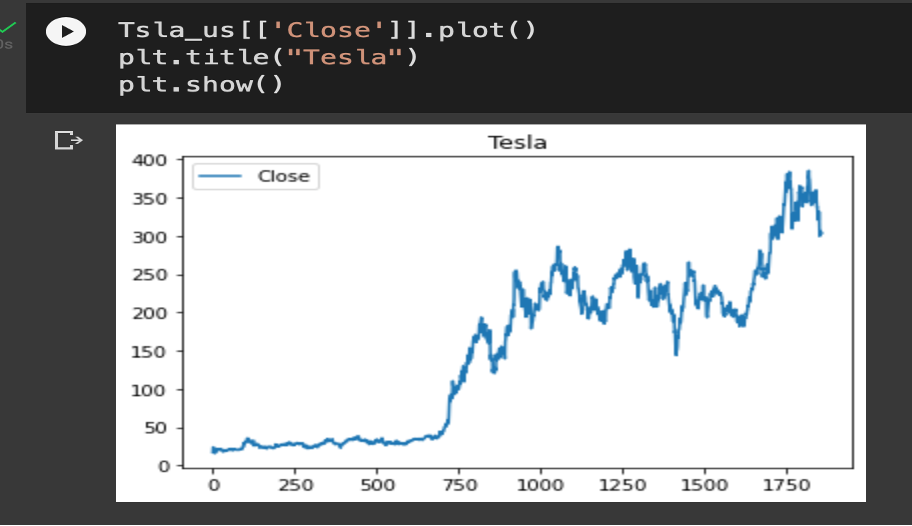 Tsla_us[['Close']].plot()
plt.title("Tesla")
plt.show()
0s
Tesla
Close
400
350
300
250
200
150
100
50
0
0 250 500 750 1000 1250 1500 1750